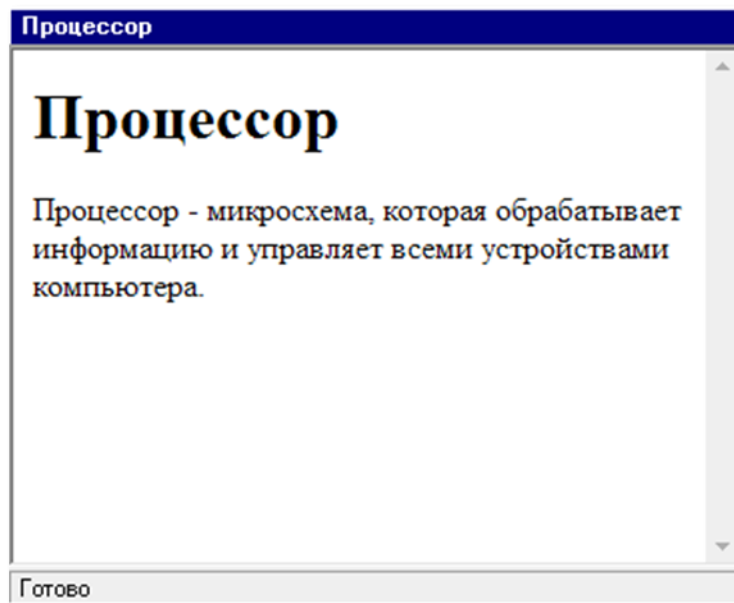 Процессор
Процессор
Процессор - микросхема, которая обрабатывает
информацию и управляет всеми устройствами
компьютера.
Готово